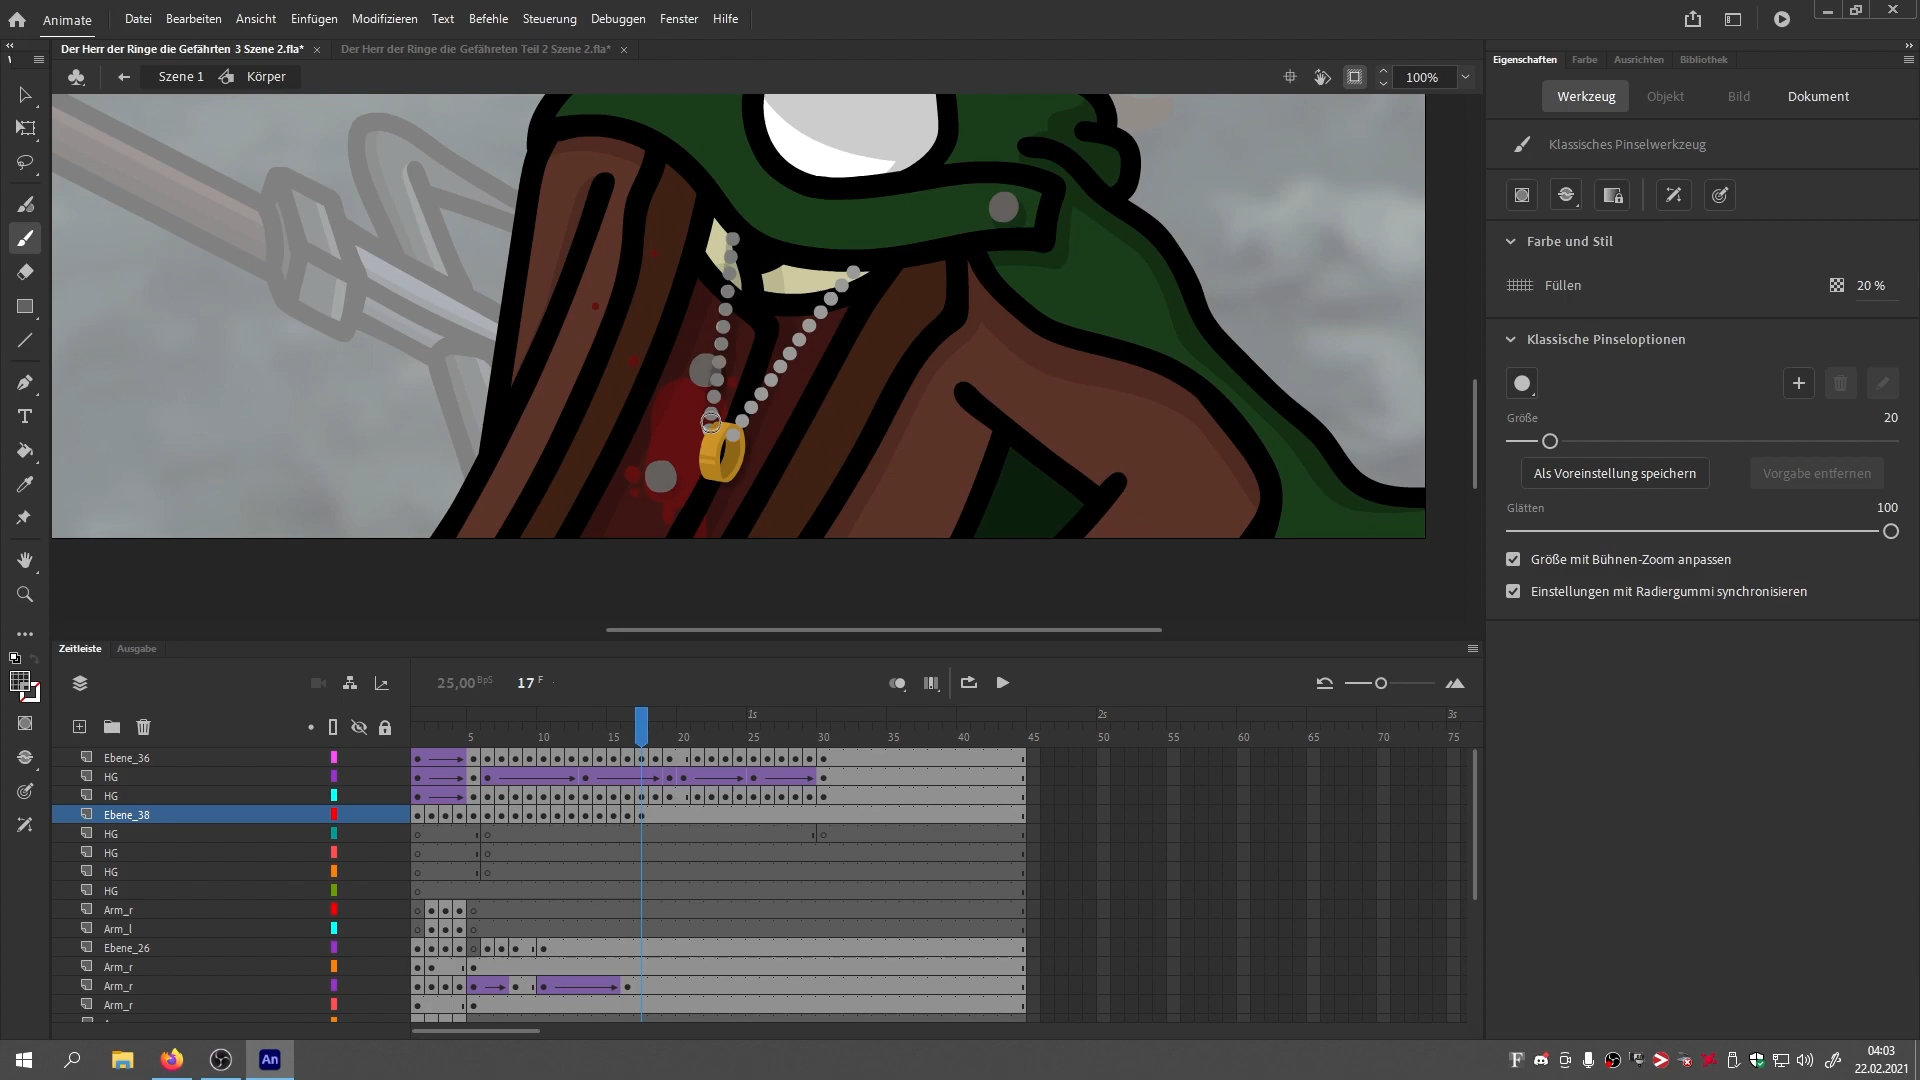 Animate
Datei Bearbeiten Ansicht Einfügen Modifizieren Text Befehle Steuerung Debuggen Fenster Hilfe
Der Herr der Ringe die Gefährten 3 Szene 2.fla* ×
Der Herr der Ringe die Gefähreten Teil 2 Szene 2.fla* ×
Szene 1
Körper
100%
Eigenschaften Farbe Ausrichten Bibliothek
Werkzeug Objekt Bild Dokument
Klassisches Pinselwerkzeug
Farbe und Stil
Füllen
20 %
Klassische Pinseloptionen
Größe
20
Als Voreinstellung speichern
Vorgabe entfernen
Glätten
100
Größe mit Bühnen-Zoom anpassen
Einstellungen mit Radiergummi synchronisieren
Zeitleiste Ausgabe
25,00 BpS
17 F
1s 2s 3s
5 10 15 20 25 30 35 40 45 50 55 60 65 70 75
Ebene_36
HG
HG
Ebene_38
HG
HG
HG
HG
Arm_r
Arm_l
Ebene_26
Arm_r
Arm_r
Arm_r
An
04:03
22.02.2021